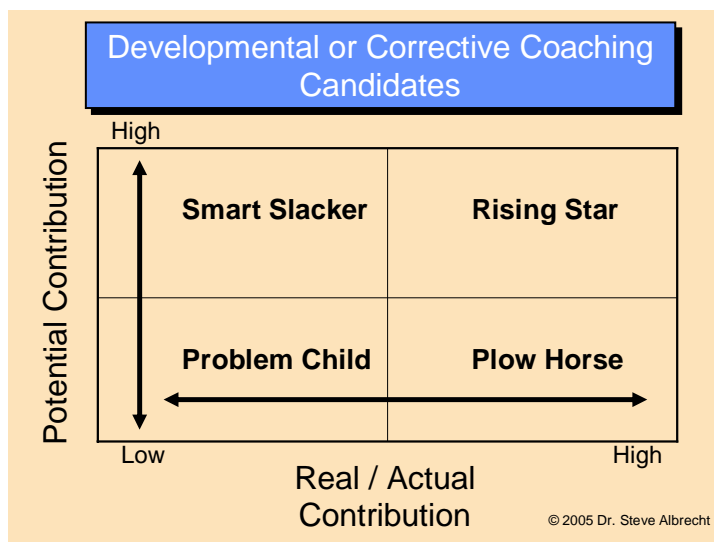 Developmental or Corrective Coaching
Candidates
High
Potential Contribution
Smart Slacker
Rising Star
Problem Child
Plow Horse
Low
High
Real / Actual
Contribution
© 2005 Dr. Steve Albrecht